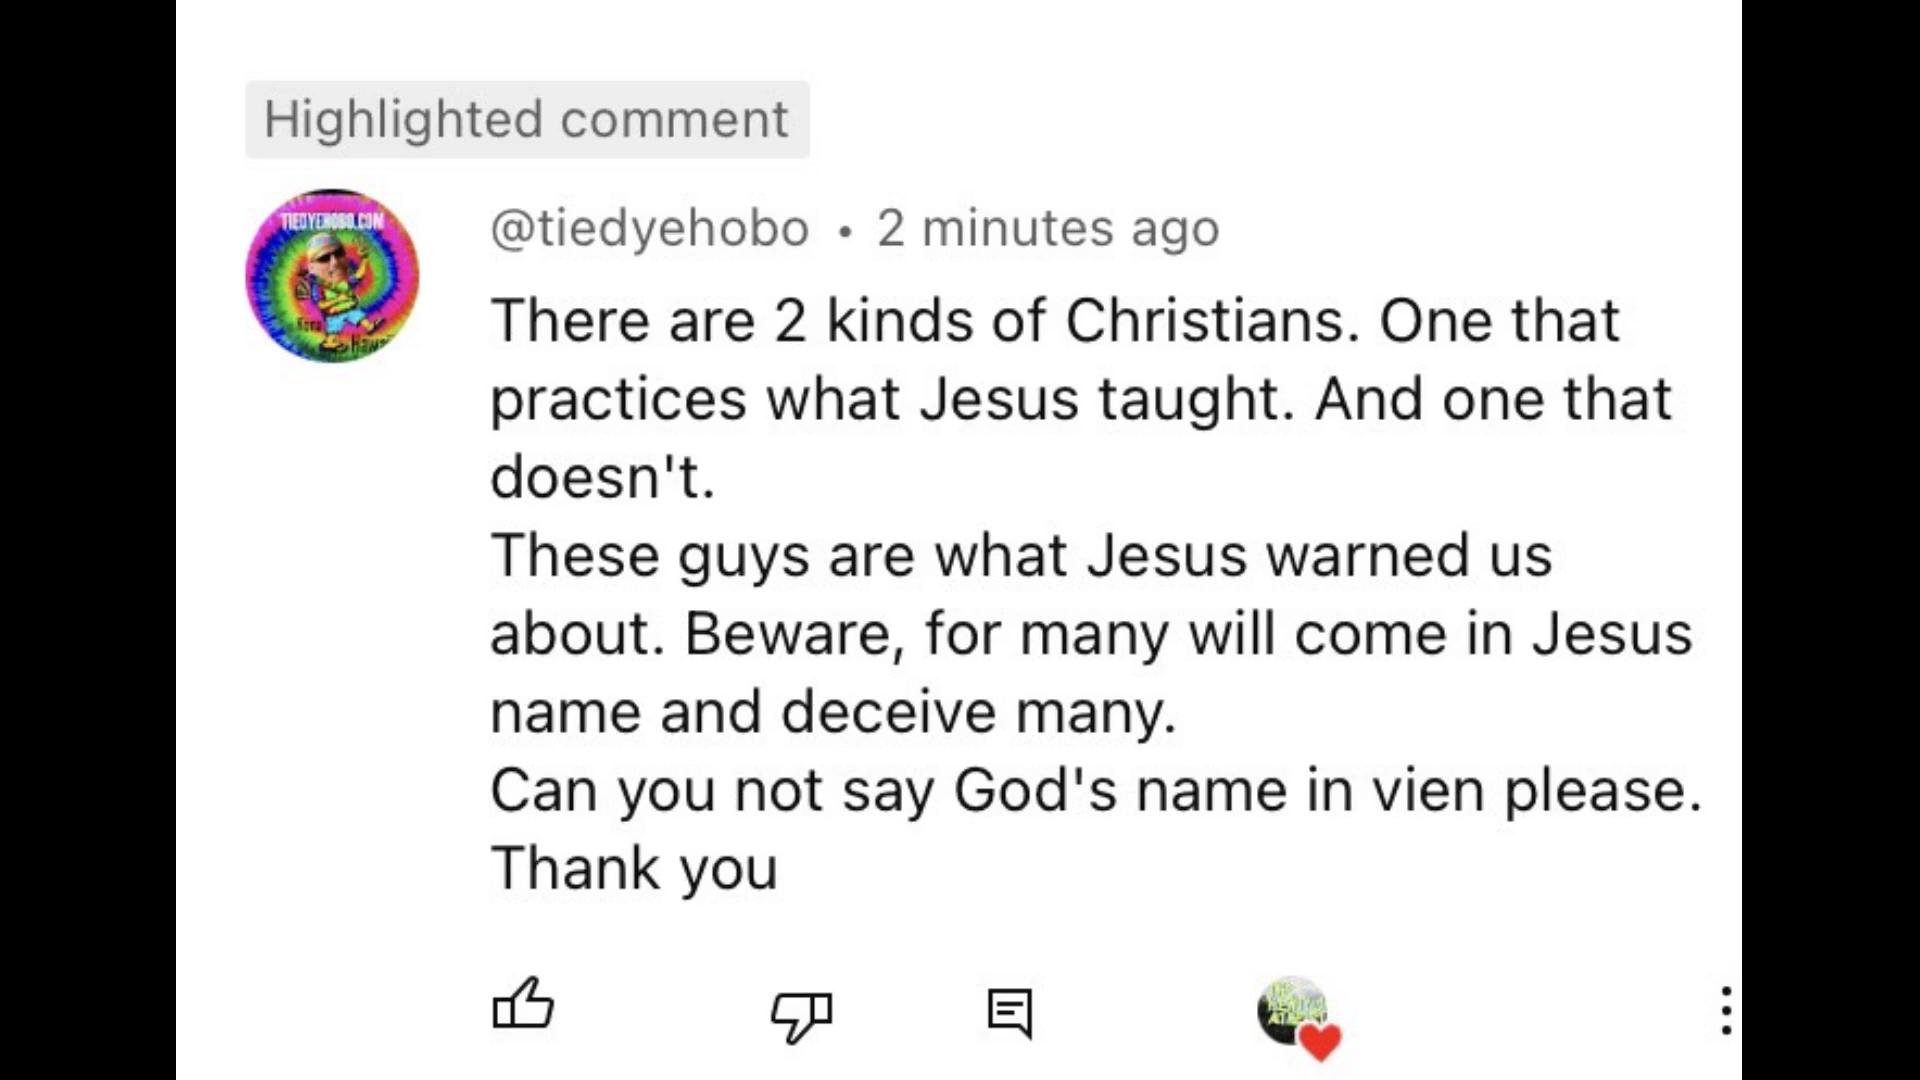 Highlighted comment
TIEDYEHOBO.COM
@tiedyehobo • 2 minutes ago
There are 2 kinds of Christians. One that
practices what Jesus taught. And one that
doesn't.
These guys are what Jesus warned us
about. Beware, for many will come in Jesus
name and deceive many.
Can you not say God's name in vien please.
Thank you